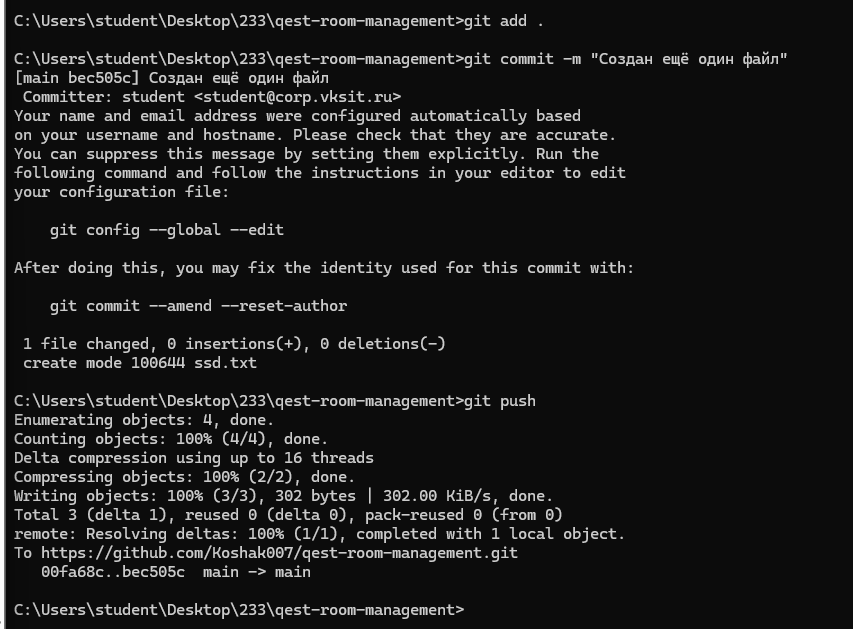 C:\Users\student\Desktop\233\qest-room-management>git add .
C:\Users\student\Desktop\233\qest-room-management>git commit -m "Создан ещё один файл"
[main bec505c] Создан ещё один файл
Committer: student <student@corp.vksit.ru>
Your name and email address were configured automatically based
on your username and hostname. Please check that they are accurate.
You can suppress this message by setting them explicitly. Run the
following command and follow the instructions in your editor to edit
your configuration file:
git config --global --edit
After doing this, you may fix the identity used for this commit with:
git commit --amend --reset-author
1 file changed, 0 insertions(+), 0 deletions(-)
create mode 100644 ssd.txt
C:\Users\student\Desktop\233\qest-room-management>git push
Enumerating objects: 4, done.
Counting objects: 100% (4/4), done.
Delta compression using up to 16 threads
Compressing objects: 100% (2/2), done.
Writing objects: 100% (3/3), 302 bytes | 302.00 KiB/s, done.
Total 3 (delta 1), reused 0 (delta 0), pack-reused 0 (from 0)
remote: Resolving deltas: 100% (1/1), completed with 1 local object.
To https://github.com/Koshak007/qest-room-management.git
00fa68c..bec505c  main -> main
C:\Users\student\Desktop\233\qest-room-management>